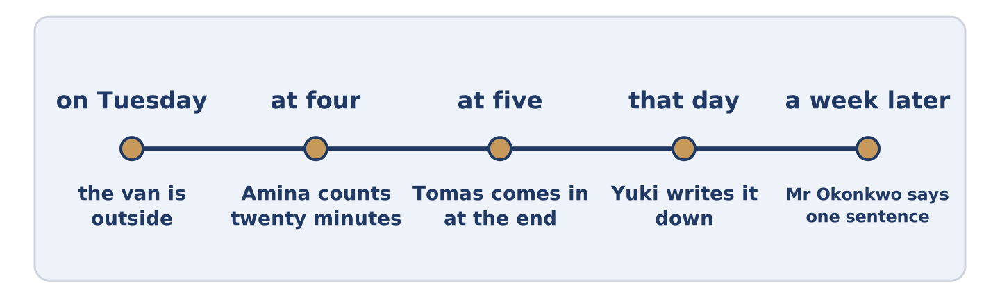 on Tuesday
at four
at five
that day
a week later
the van is
outside
Amina counts
twenty minutes
Tomas comes in
at the end
Yuki writes it
down
Mr Okonkwo says
one sentence